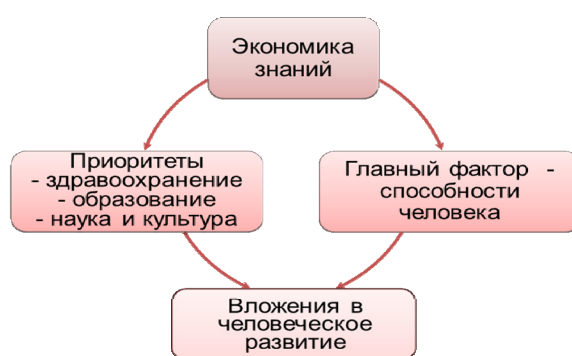 Экономика
знаний
Приоритеты
- здравоохранение
- образование
- наука и культура
Главный фактор -
способности
человека
Вложения в
человеческое
развитие